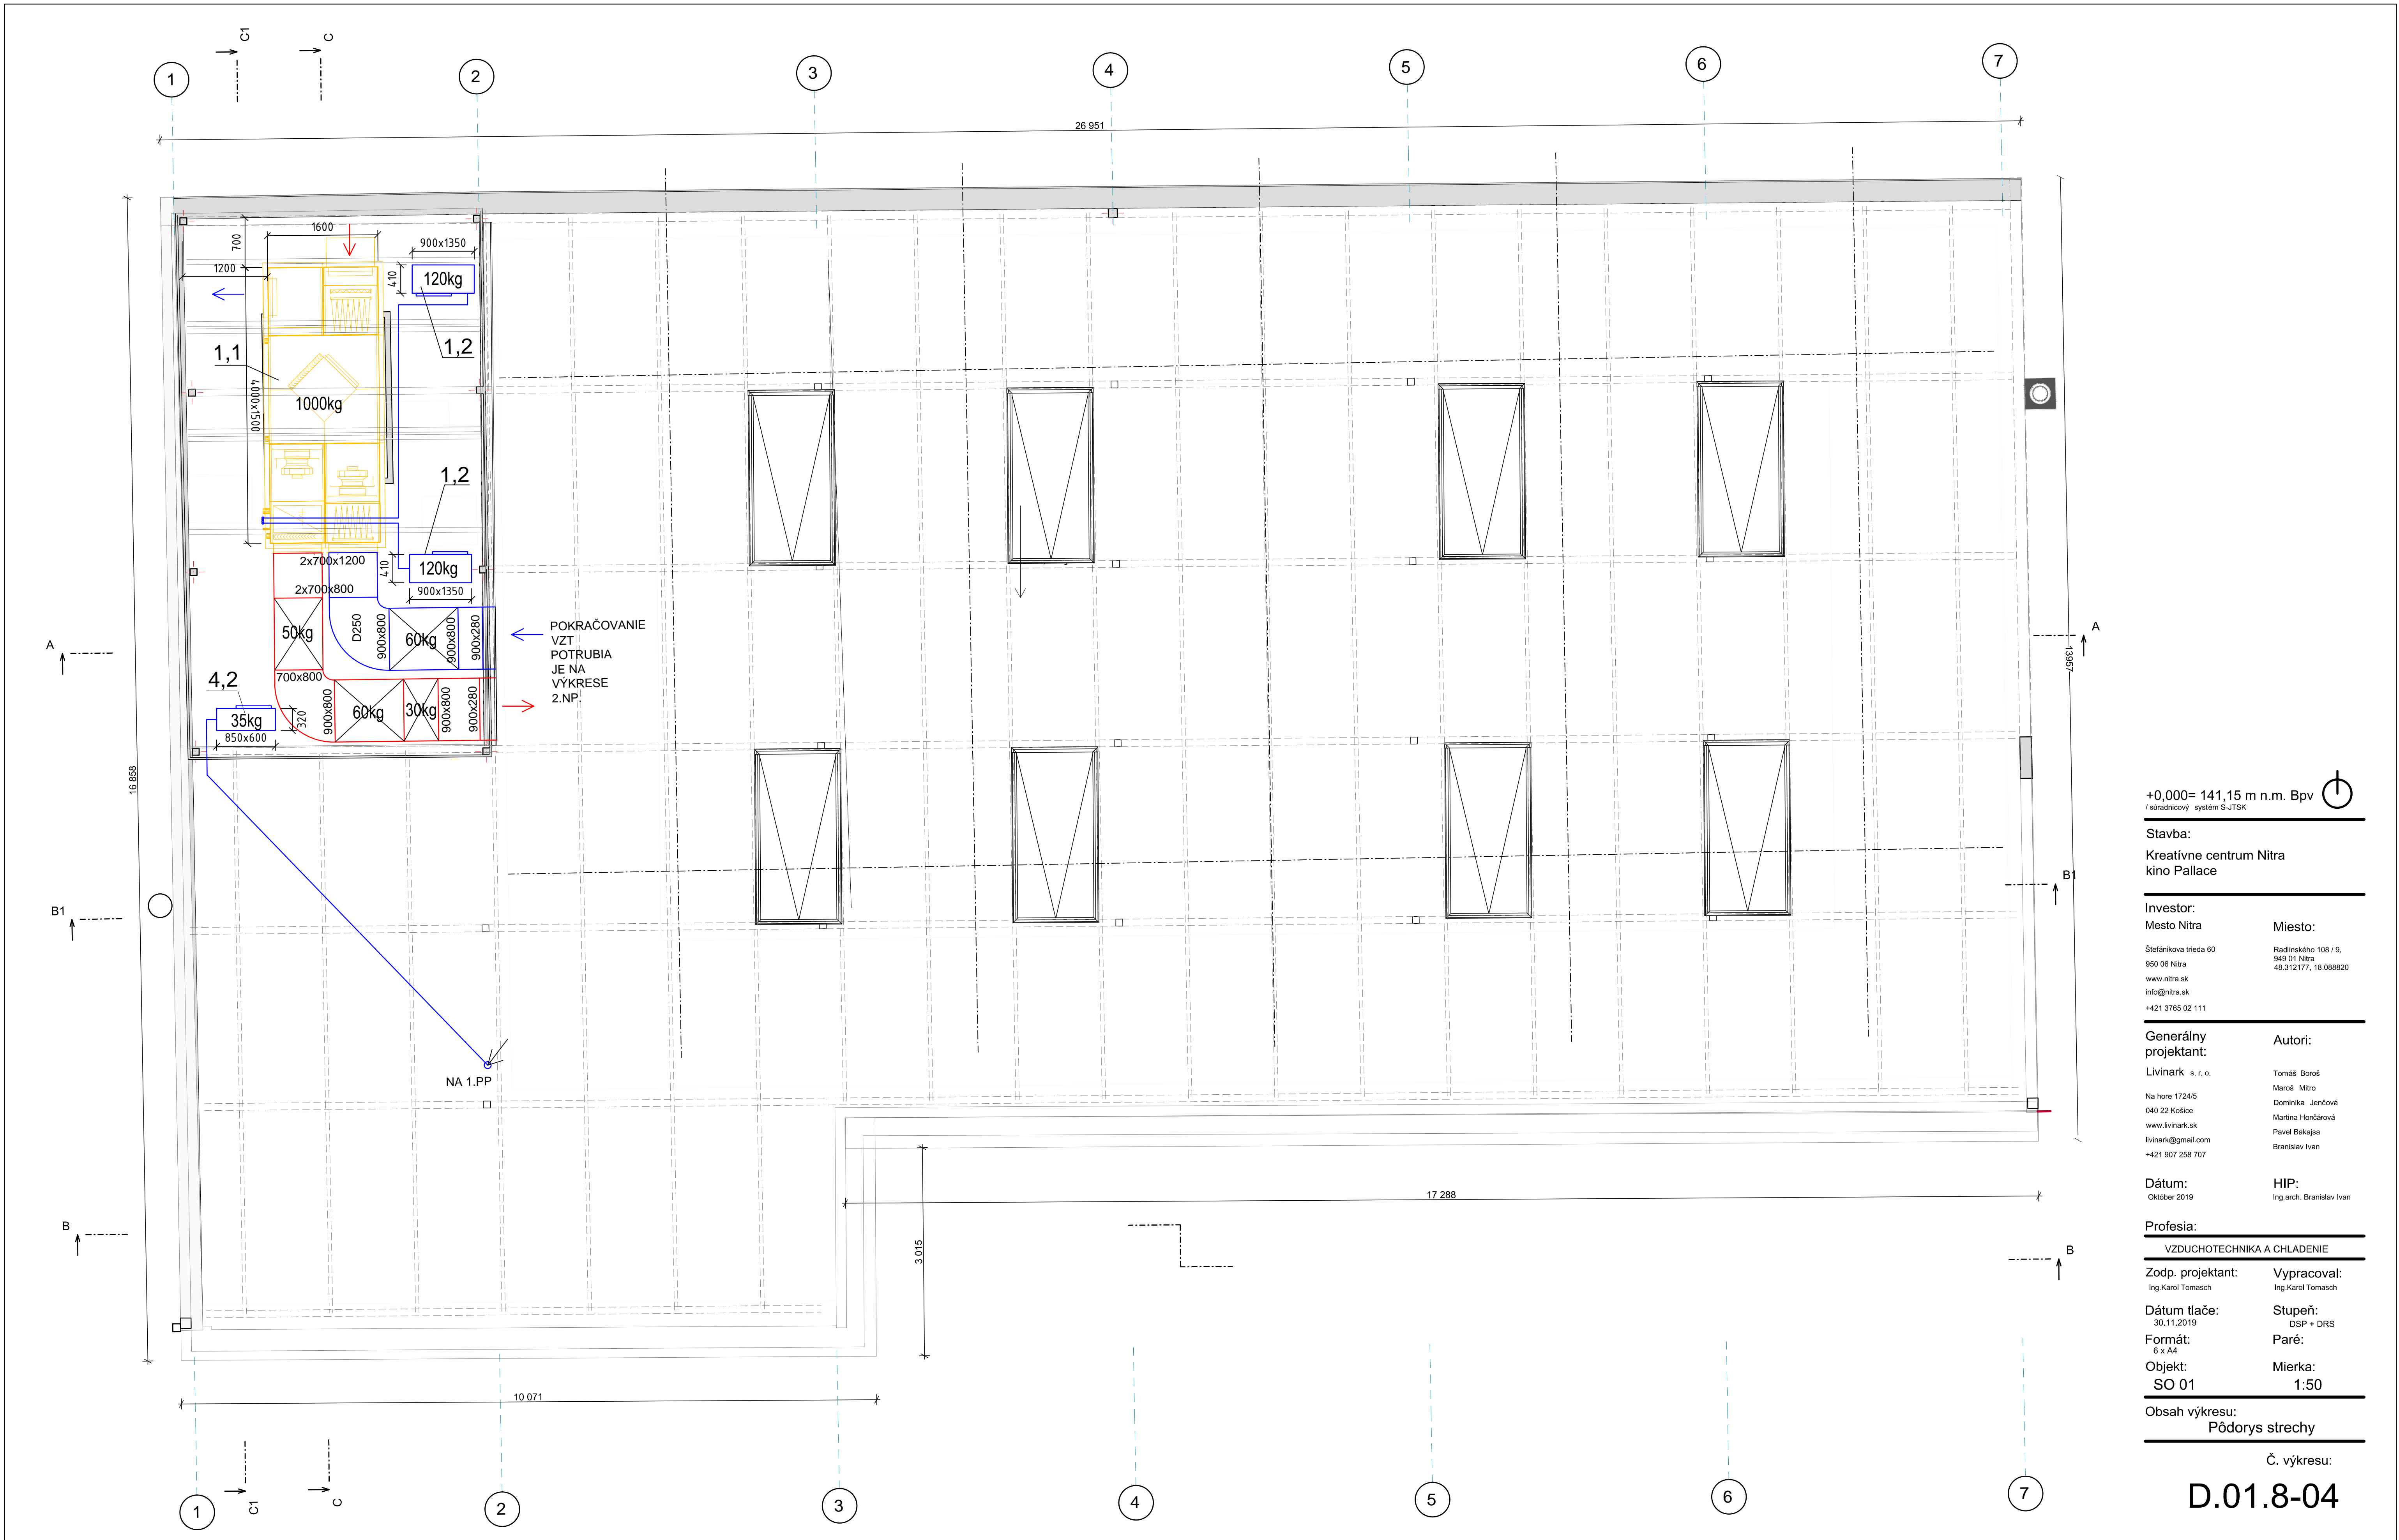 C1
C
1
2
3
4
5
6
7
26 951
1600
700
900x1350
1200
410
120kg
1,1
1,2
4000x1500
1000kg
1,2
2x700x1200
410
120kg
2x700x800
900x1350
50kg
D250
900x800
60kg
900x800
900x280
POKRAČOVANIE
VZT
POTRUBIA
JE NA
VÝKRESE
2.NP.
700x800
4,2
35kg
320
850x600
900x800
60kg
30kg
900x800
900x280
A
A
13957
16 858
B1
B1
NA 1.PP
17 288
3 015
B
B
10 071
C1
C
1
2
3
4
5
6
7
+0,000= 141,15 m n.m. Bpv
/ súradnicový systém S-JTSK
Stavba:
Kreatívne centrum Nitra
kino Pallace
Investor:
Mesto Nitra
Štefánikova trieda 60
950 06 Nitra
www.nitra.sk
info@nitra.sk
+421 3765 02 111
Miesto:
Radlinského 108 / 9,
949 01 Nitra
48.312177, 18.088820
Generálny
projektant:
Livinark s. r. o.
Na hore 1724/5
040 22 Košice
www.livinark.sk
livinark@gmail.com
+421 907 258 707
Autori:
Tomáš Boroš
Maroš Mitro
Dominika Jenčová
Martina Hončárová
Pavel Bakajsa
Branislav Ivan
Dátum:
Október 2019
HIP:
Ing.arch. Branislav Ivan
Profesia:
VZDUCHOTECHNIKA A CHLADENIE
Zodp. projektant:
Ing.Karol Tomasch
Vypracoval:
Ing.Karol Tomasch
Dátum tlače:
30.11.2019
Stupeň:
DSP + DRS
Formát:
6 x A4
Paré:
Objekt:
SO 01
Mierka:
1:50
Obsah výkresu:
Pôdorys strechy
Č. výkresu:
D.01.8-04